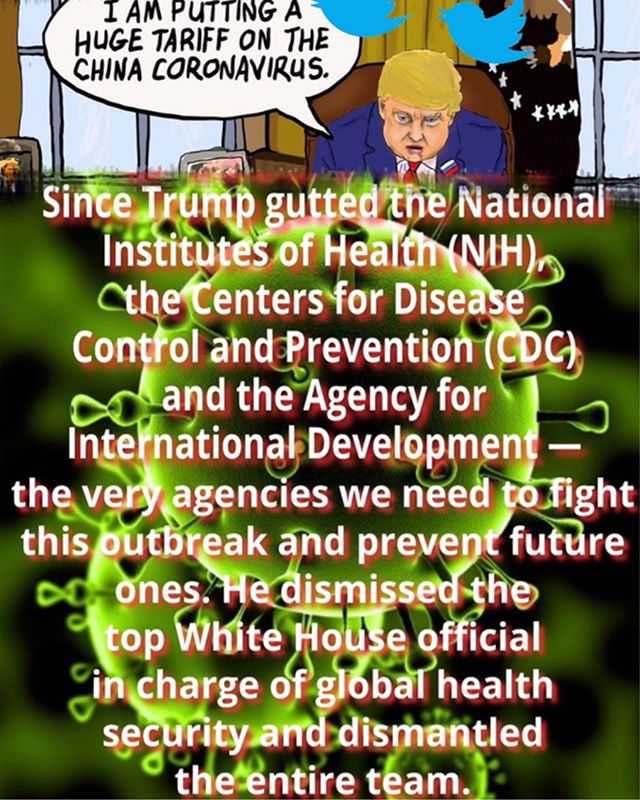 I AM PUTTING A
HUGE TARIFF ON THE
CHINA CORONAVIRUS.
Since Trump gutted the National
Institutes of Health (NIH),
the Centers for Disease
Control and Prevention (CDC)
and the Agency for
International Development —
the very agencies we need to fight
this outbreak and prevent future
ones. He dismissed the
top White House official
in charge of global health
security and dismantled
the entire team.